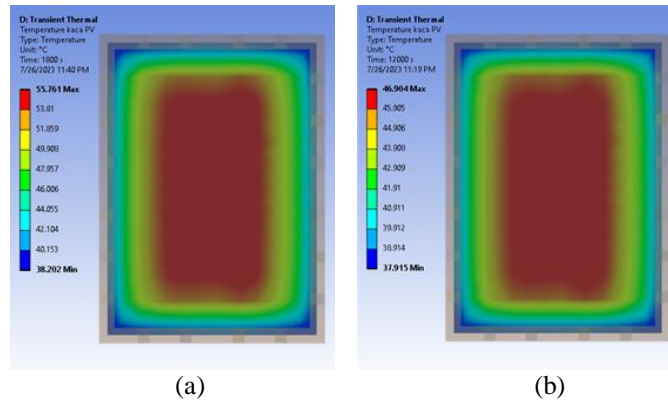 D: Transient Thermal
Temperature kaca PV
Type: Temperature
Unit: °C
Time: 1800 s
7/26/2023 11:40 PM
55.761 Max
53.81
51.859
49.908
47.957
46.006
44.055
42.104
40.153
38.202 Min
(a)
D: Transient Thermal
Temperature kaca PV
Type: Temperature
Unit: °C
Time: 12000 s
7/26/2023 11:19 PM
46.904 Max
45.905
44.906
43.908
42.909
41.91
40.911
39.912
38.914
37.915 Min
(b)